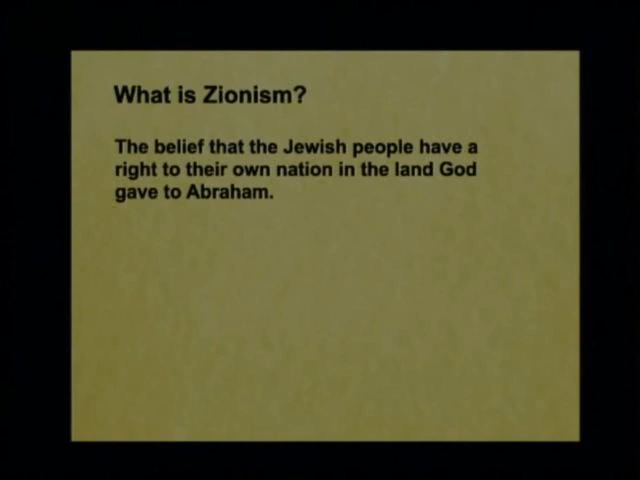 What is Zionism?
The belief that the Jewish people have a
right to their own nation in the land God
gave to Abraham.